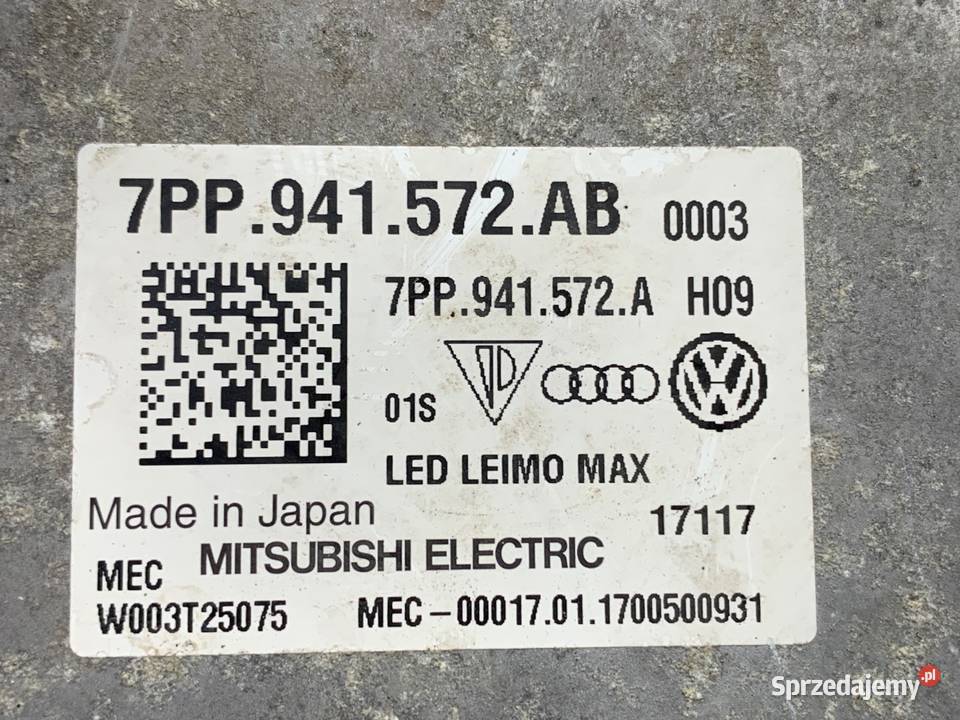 7PP.941.572.AB 0003
7PP.941.572.A H09
01S
LED LEIMO MAX
Made in Japan 17117
MEC MITSUBISHI ELECTRIC
W003T25075 MEC-00017.01.1700500931
Sprzedajemy.pl